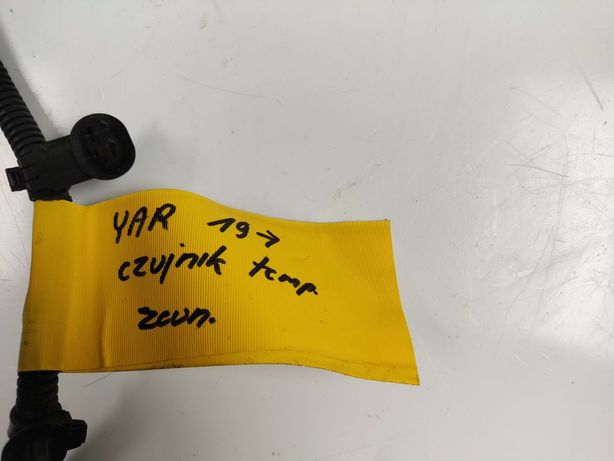 YAR 19→
czujnik temp.
zewn.